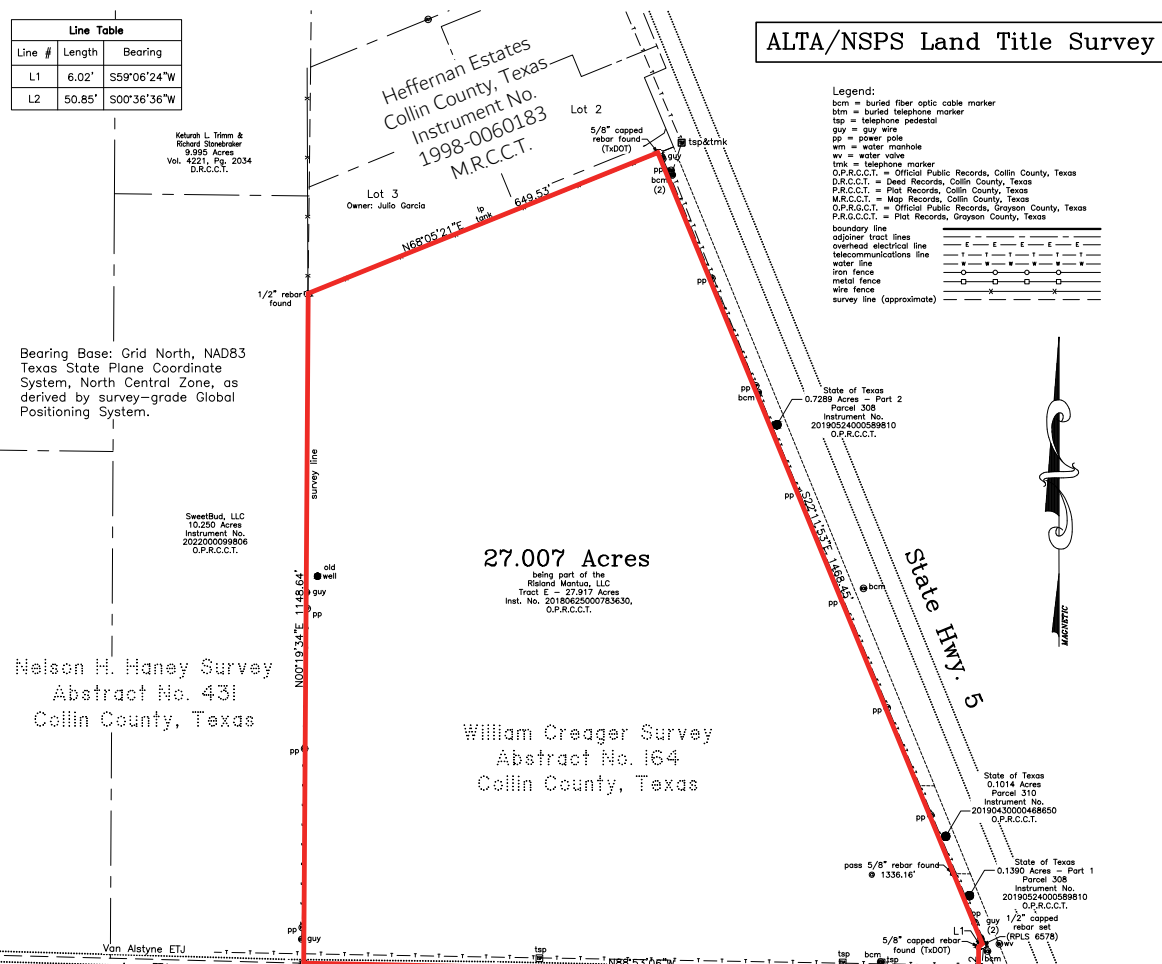 Line Table
Line # Length Bearing
L1 6.02' S59°06'24"W
L2 50.85' S00°36'36"W
ALTA/NSPS Land Title Survey
Legend:
bcm = buried fiber optic cable marker
btm = buried telephone marker
tsp = telephone pedestal
guy = guy wire
pp = power pole
wm = water manhole
wv = water valve
tmk = telephone marker
O.P.R.C.C.T. = Official Public Records, Collin County, Texas
D.R.C.C.T. = Deed Records, Collin County, Texas
P.R.C.C.T. = Plat Records, Collin County, Texas
M.R.C.C.T. = Map Records, Collin County, Texas
O.P.R.G.C.T. = Official Public Records, Grayson County, Texas
P.R.G.C.C.T. = Plat Records, Grayson County, Texas
boundary line
adjoiner tract lines
overhead electrical line E E E E E
telecommunications line T T T T T T T
water line W W W W W W
iron fence
metal fence
wire fence x x
survey line (approximate)
Heffernan Estates
Collin County, Texas
Instrument No.
1998-0060183
M.R.C.C.T.
Keturah L. Trimm &
Richard Stonebraker
9.995 Acres
Vol. 4221, Pg. 2034
D.R.C.C.T.
Lot 2
5/8" capped
rebar found
(TxDOT)
tsp&tmk
guy
pp
bcm
(2)
Lot 3
Owner: Julio Garcia
lp
tank
N68°05'21"E 649.53'
1/2" rebar
found
pp
Bearing Base: Grid North, NAD83
Texas State Plane Coordinate
System, North Central Zone, as
derived by survey-grade Global
Positioning System.
pp
bcm
State of Texas
0.7289 Acres - Part 2
Parcel 308
Instrument No.
20190524000589810
O.P.R.C.C.T.
survey line
pp
S22°11'53"E 1468.45'
SweetBud, LLC
10.250 Acres
Instrument No.
2022000099806
O.P.R.C.C.T.
27.007 Acres
being part of the
Risland Mantua, LLC
Tract E - 27.917 Acres
Inst. No. 20180625000783630,
O.P.R.C.C.T.
old
well
guy
pp
N00°19'34"E 1148.64'
bcm
pp
State Hwy. 5
MAGNETIC
Nelson H. Haney Survey
Abstract No. 431
Collin County, Texas
William Creager Survey
Abstract No. 164
Collin County, Texas
pp
pp
State of Texas
0.1014 Acres
Parcel 310
Instrument No.
20190430000468650
O.P.R.C.C.T.
pp
pass 5/8" rebar found
@ 1336.16'
State of Texas
0.1390 Acres - Part 1
Parcel 308
Instrument No.
20190524000589810
O.P.R.C.C.T.
pp
guy
(2)
1/2" capped
rebar set
(RPLS 6578)
L1
5/8" capped rebar
found (TxDOT)
wv
bcm
pp
guy
Van Alstyne ETJ
tsp
tsp
bcm
tsp
N88°53'06"W